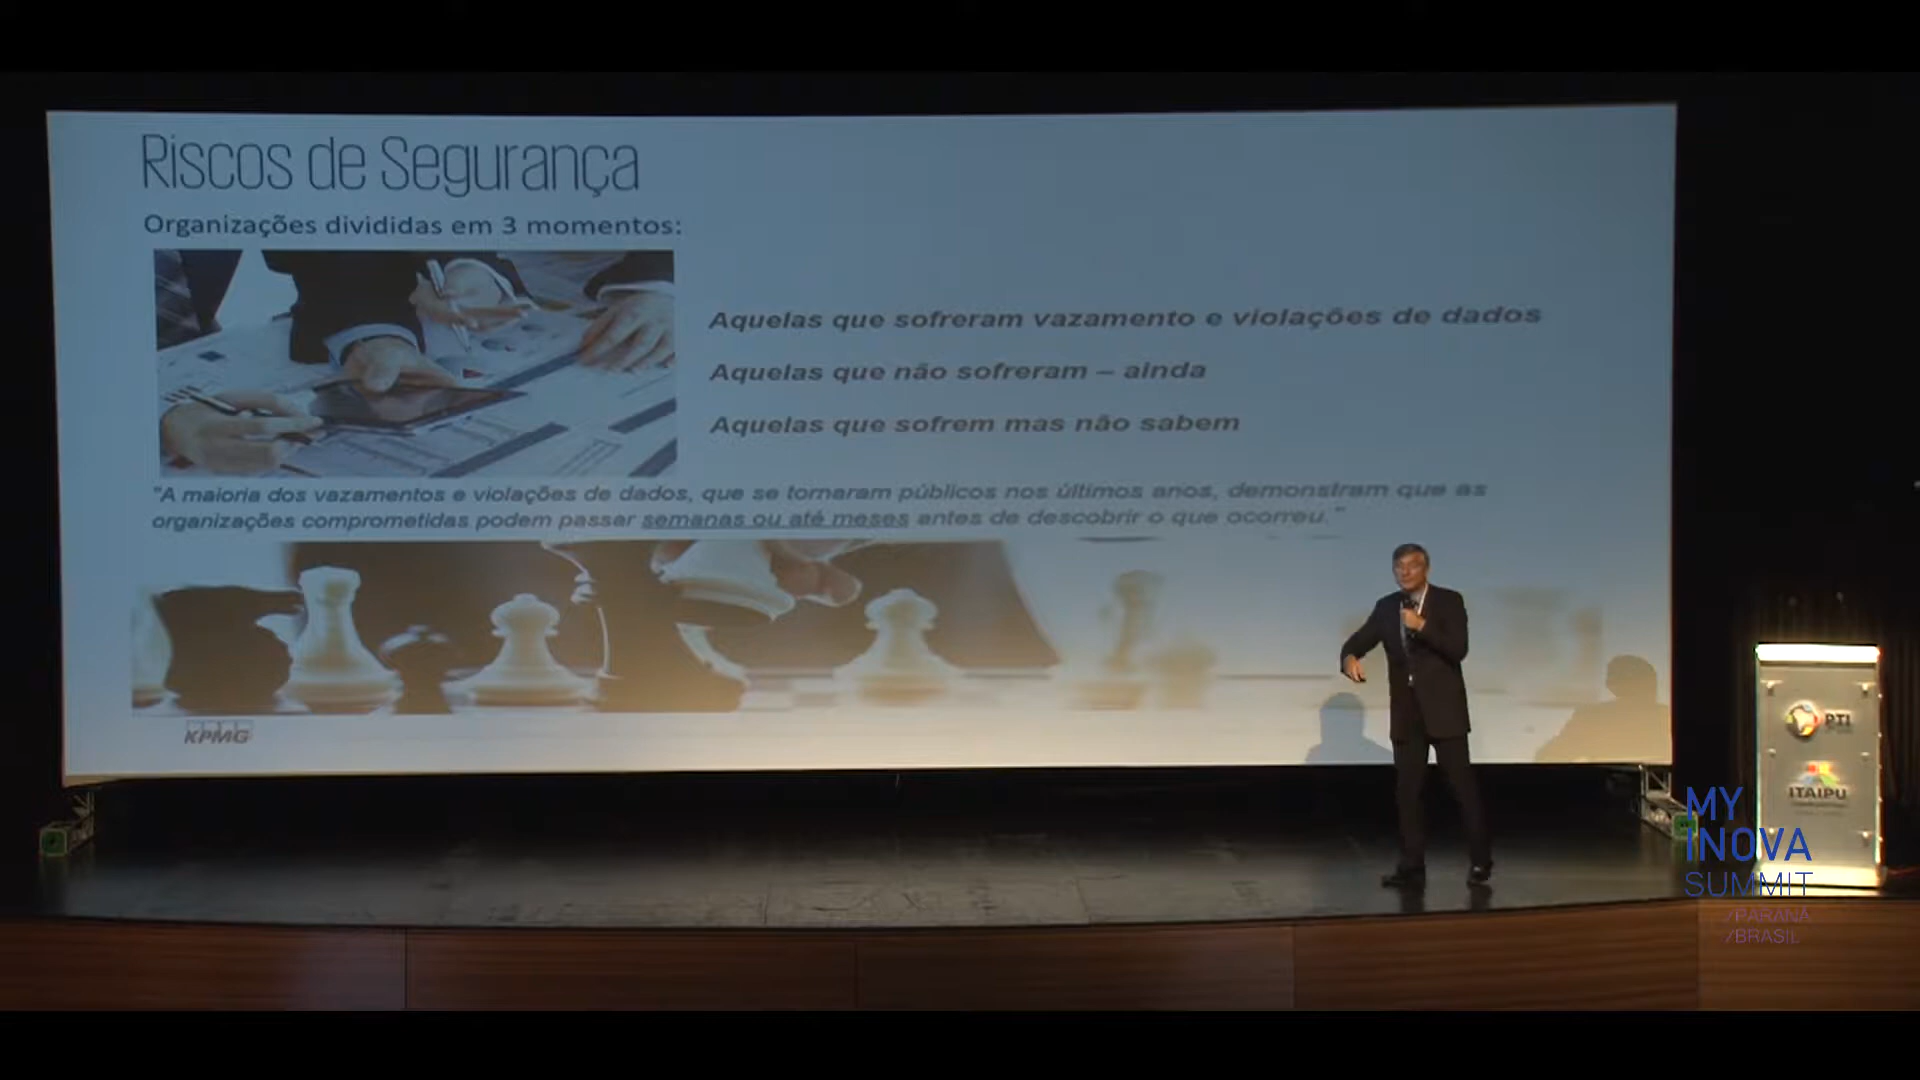 Riscos de Segurança
Organizações divididas em 3 momentos:
Aquelas que sofreram vazamento e violações de dados
Aquelas que não sofreram – ainda
Aquelas que sofrem mas não sabem
"A maioria dos vazamentos e violações de dados, que se tornaram públicos nos últimos anos, demonstram que as
organizações comprometidas podem passar semanas ou até meses antes de descobrir o que ocorreu."
KPMG
PTI
ITAIPU
MY
INOVA
SUMMIT
/PARANÁ
/BRASIL